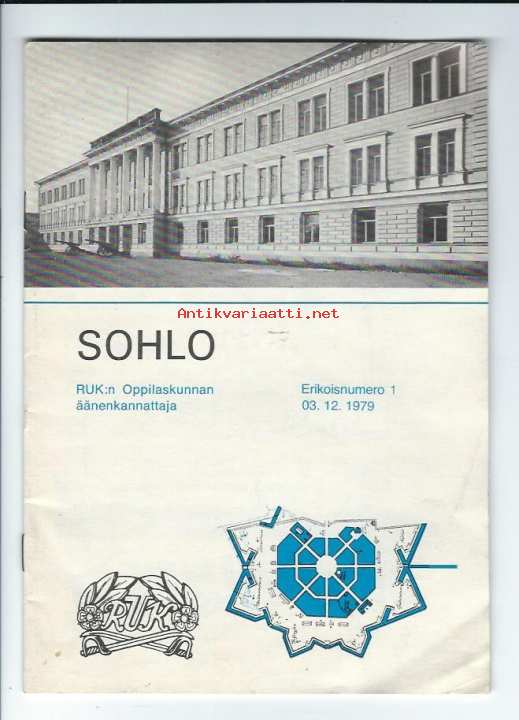 Antikvariaatti.net
SOHLO
RUK:n Oppilaskunnan
äänenkannattaja
Erikoisnumero 1
03. 12. 1979
RUK